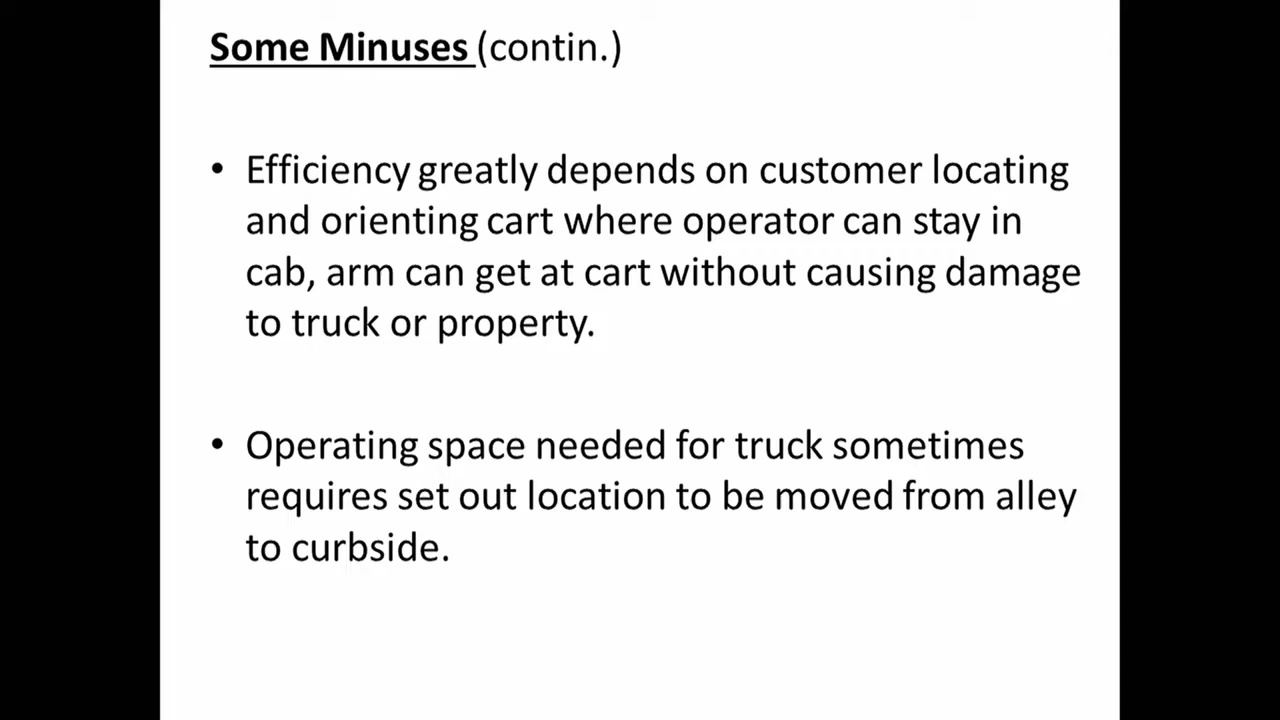 Some Minuses (contin.)
• Efficiency greatly depends on customer locating
and orienting cart where operator can stay in
cab, arm can get at cart without causing damage
to truck or property.
• Operating space needed for truck sometimes
requires set out location to be moved from alley
to curbside.